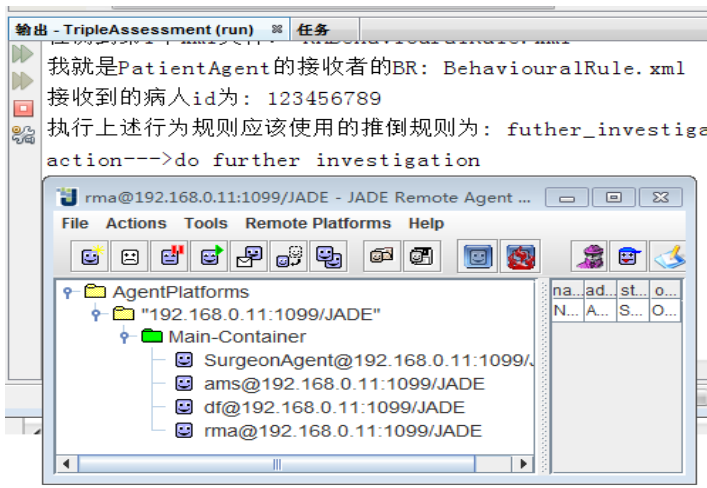 输出 - TripleAssessment (run)
任务
我就是PatientAgent的接收者的BR: BehaviouralRule.xml
接收到的病人id为: 123456789
执行上述行为规则应该使用的推倒规则为: futher_investiga
action--->do further investigation
rma@192.168.0.11:1099/JADE - JADE Remote Agent ...
File Actions Tools Remote Platforms Help
AgentPlatforms
"192.168.0.11:1099/JADE"
Main-Container
SurgeonAgent@192.168.0.11:1099/
ams@192.168.0.11:1099/JADE
df@192.168.0.11:1099/JADE
rma@192.168.0.11:1099/JADE
na... ad... st... o...
N... A... S... O...